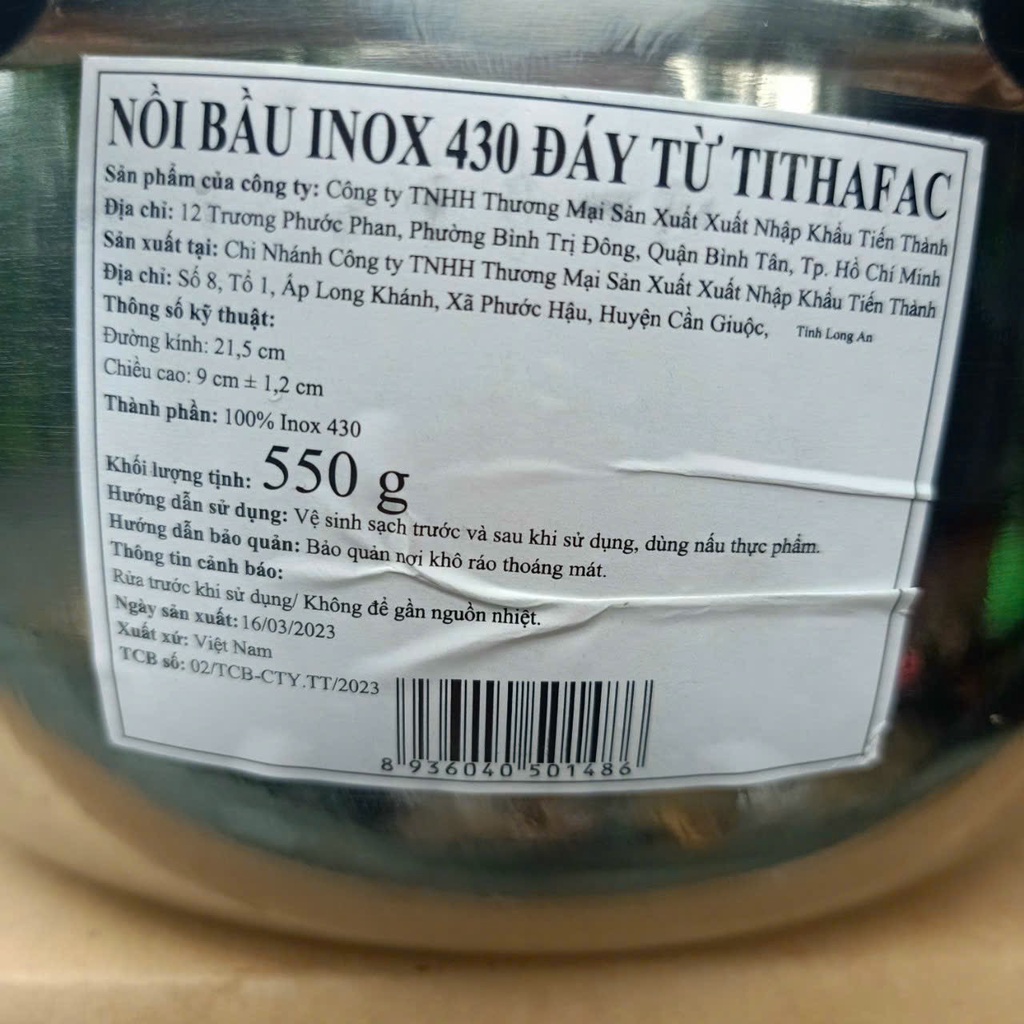 NỒI BẦU INOX 430 ĐÁY TỪ TITHAFAC
Sản phẩm của công ty: Công ty TNHH Thương Mại Sản Xuất Xuất Nhập Khẩu Tiến Thành
Địa chỉ: 12 Trương Phước Phan, Phường Bình Trị Đông, Quận Bình Tân, Tp. Hồ Chí Minh
Sản xuất tại: Chi Nhánh Công ty TNHH Thương Mại Sản Xuất Xuất Nhập Khẩu Tiến Thành
Địa chỉ: Số 8, Tổ 1, Ấp Long Khánh, Xã Phước Hậu, Huyện Cần Giuộc, Tỉnh Long An
Thông số kỹ thuật:
Đường kính: 21,5 cm
Chiều cao: 9 cm ± 1,2 cm
Thành phần: 100% Inox 430
Khối lượng tịnh: 550 g
Hướng dẫn sử dụng: Vệ sinh sạch trước và sau khi sử dụng, dùng nấu thực phẩm.
Hướng dẫn bảo quản: Bảo quản nơi khô ráo thoáng mát.
Thông tin cảnh báo:
Rửa trước khi sử dụng/ Không để gần nguồn nhiệt.
Ngày sản xuất: 16/03/2023
Xuất xứ: Việt Nam
TCB số: 02/TCB-CTY.TT/2023
8 936040 501486